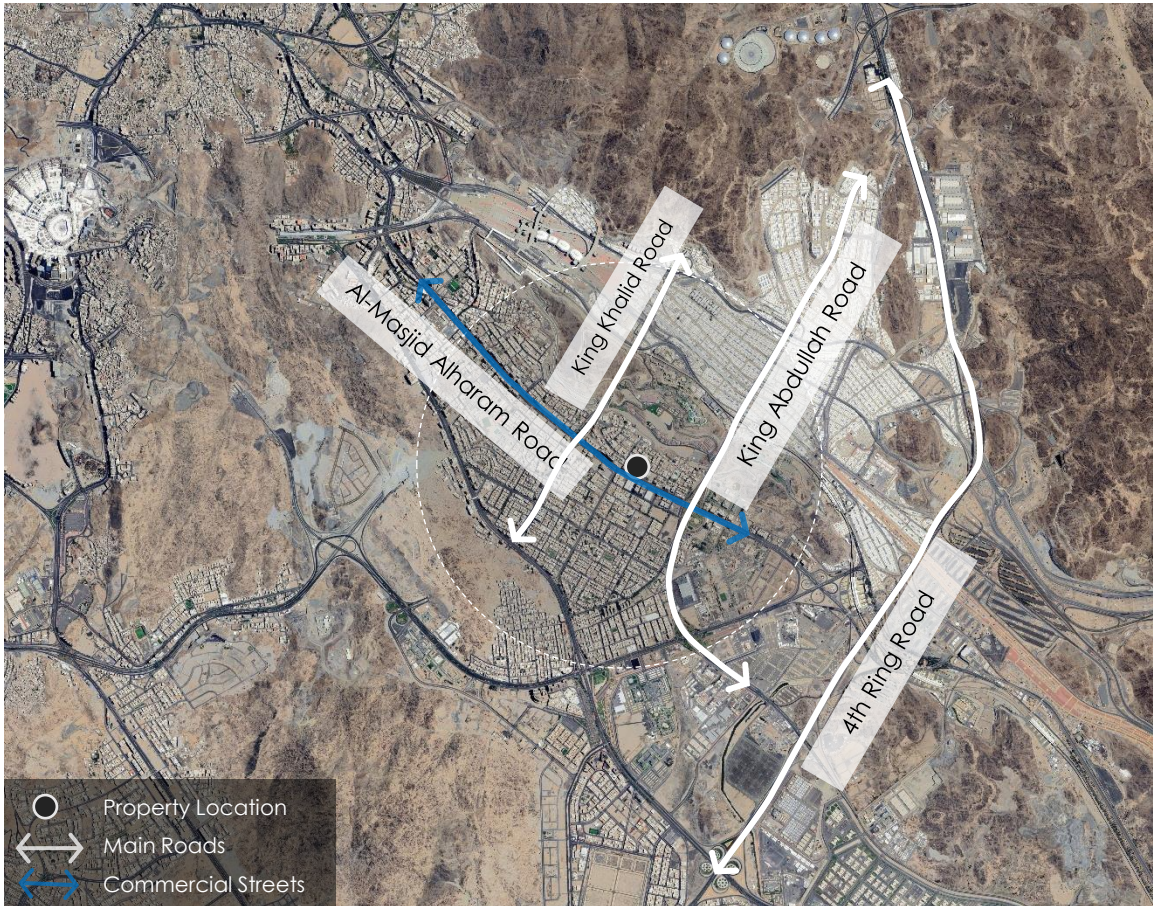 King Khalid Road
Al-Masjid Alharam Road
King Abdullah Road
4th Ring Road
Property Location
Main Roads
Commercial Streets